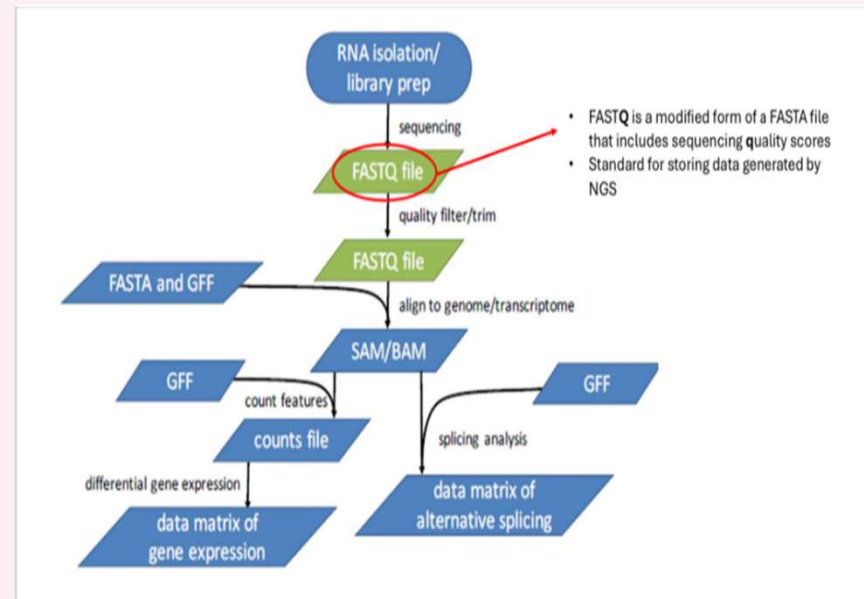 RNA isolation/
library prep
sequencing
• FASTQ is a modified form of a FASTA file
that includes sequencing quality scores
• Standard for storing data generated by
NGS
FASTQ file
quality filter/trim
FASTQ file
FASTA and GFF
align to genome/transcriptome
SAM/BAM
GFF
GFF
count features
counts file
splicing analysis
differential gene expression
data matrix of
gene expression
data matrix of
alternative splicing